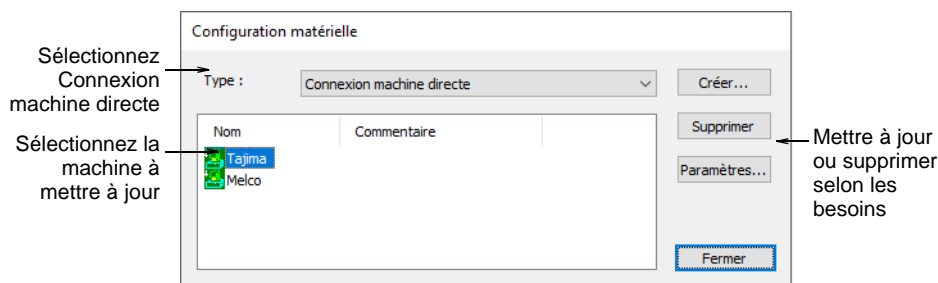 Configuration matérielle
Sélectionnez
Connexion
machine directe
Type :
Connexion machine directe
Créer...
Sélectionnez la
machine à
mettre à jour
Nom
Commentaire
Supprimer
Tajima
Melco
Paramètres...
Mettre à jour
ou supprimer
selon les
besoins
Fermer